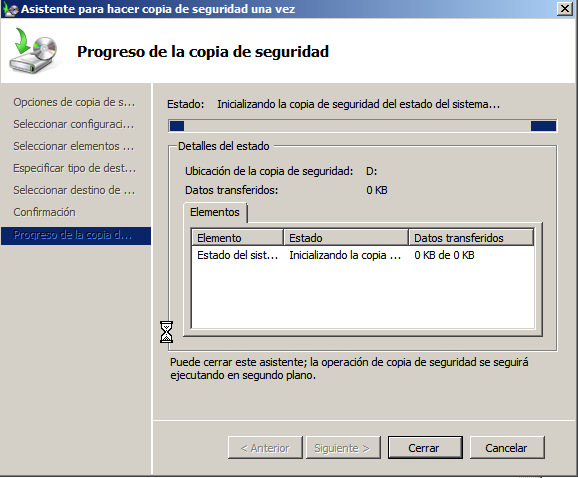 Asistente para hacer copia de seguridad una vez
Progreso de la copia de seguridad
Opciones de copia de s...
Seleccionar configuraci...
Seleccionar elementos ...
Especificar tipo de dest...
Seleccionar destino de ...
Confirmación
Progreso de la copia d...
Estado: Inicializando la copia de seguridad del estado del sistema...
Detalles del estado
Ubicación de la copia de seguridad: D:
Datos transferidos: 0 KB
Elementos
Elemento Estado Datos transferidos
Estado del sist... Inicializando la copia ... 0 KB de 0 KB
Puede cerrar este asistente; la operación de copia de seguridad se seguirá
ejecutando en segundo plano.
< Anterior Siguiente > Cerrar Cancelar